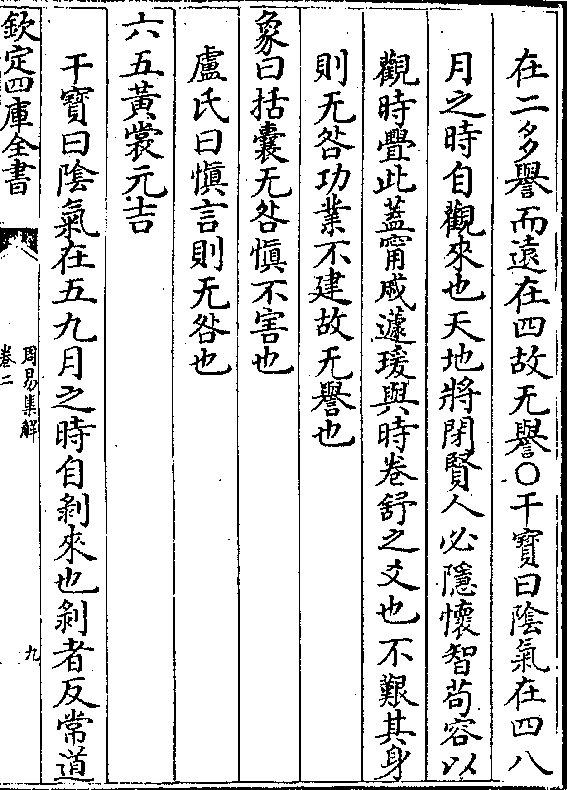 在二多譽而遠在四故无譽○干寶曰陰氣在四八
月之時自觀來也天地將閉賢人必隱懷智茍容以
觀時釁此蓋甯戚蘧瑗與時卷舒之爻也不艱其身
則无咎功業不建故无譽也
象曰括囊无咎慎不害也
盧氏曰慎言則无咎也
六五黃裳元吉
干寶曰陰氣在五九月之時自剝來也剝者反常道
欽定四庫全書
周易集解
卷二
九